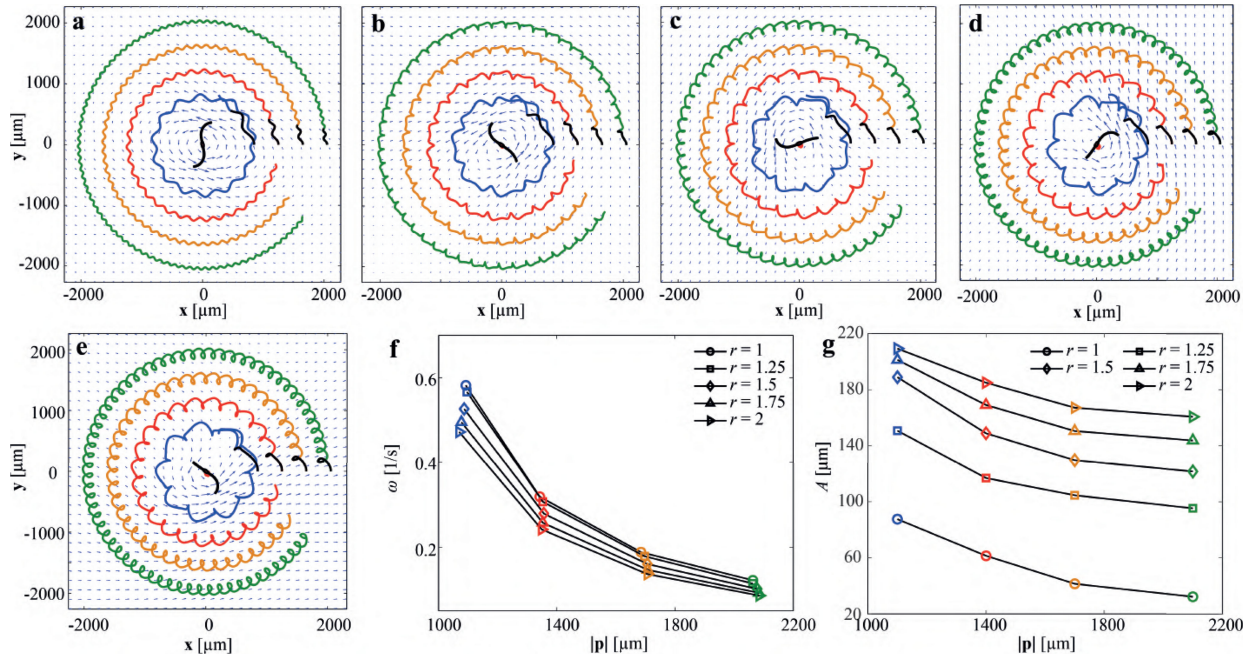 a
2000
1000
0
-1000
-2000
y [µm]
-2000 0 2000
x [µm]
b
-2000 0 2000
x [µm]
c
-2000 0 2000
x [µm]
d
-2000 0 2000
x [µm]
e
2000
1000
0
-1000
-2000
y [µm]
-2000 0 2000
x [µm]
f
r = 1
r = 1.25
r = 1.5
r = 1.75
r = 2
0.6
0.4
0.2
ω [1/s]
1000 1400 1800 2200
|p| [µm]
g
r = 1 r = 1.25
r = 1.5 r = 1.75
r = 2
220
180
140
100
60
20
A [µm]
1000 1400 1800 2200
|p| [µm]